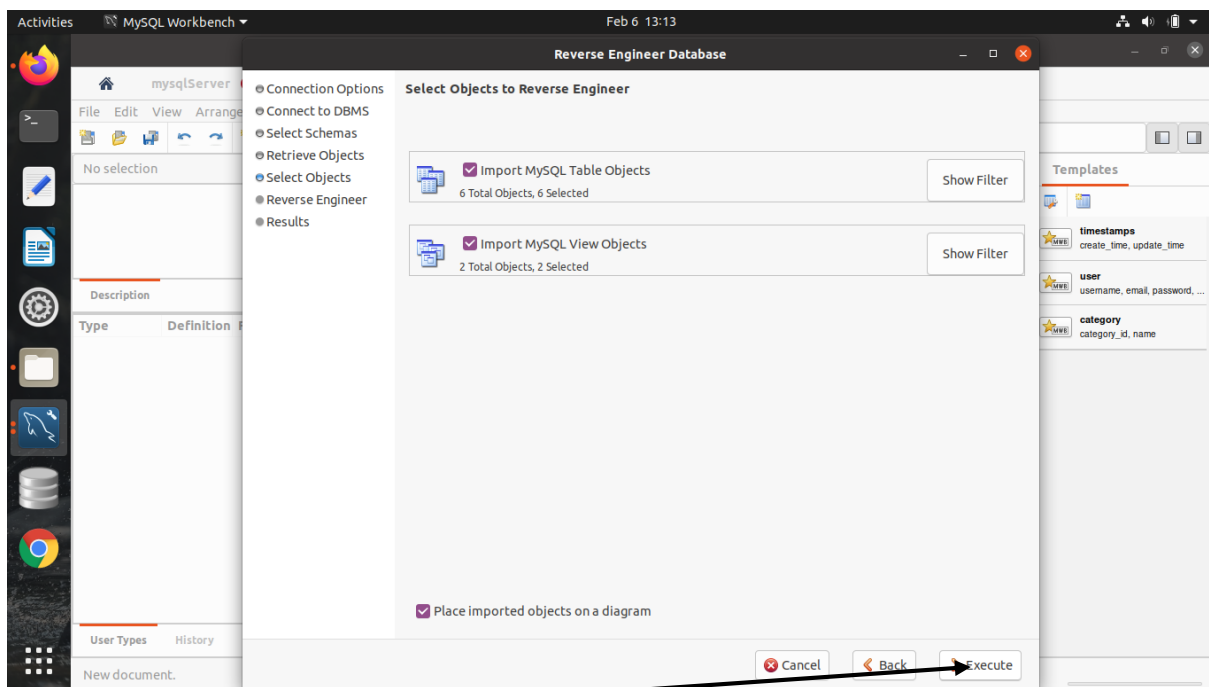 Activities
MySQL Workbench
Feb 6 13:13
Reverse Engineer Database
mysqlServer
File Edit View Arrange
No selection
Description
Type Definition F
User Types History
New document.
Connection Options
Connect to DBMS
Select Schemas
Retrieve Objects
Select Objects
Reverse Engineer
Results
Select Objects to Reverse Engineer
Import MySQL Table Objects
6 Total Objects, 6 Selected
Show Filter
Import MySQL View Objects
2 Total Objects, 2 Selected
Show Filter
Place imported objects on a diagram
Cancel
Back
Execute
Templates
MWB
timestamps
create_time, update_time
MWB
user
username, email, password, ...
MWB
category
category_id, name